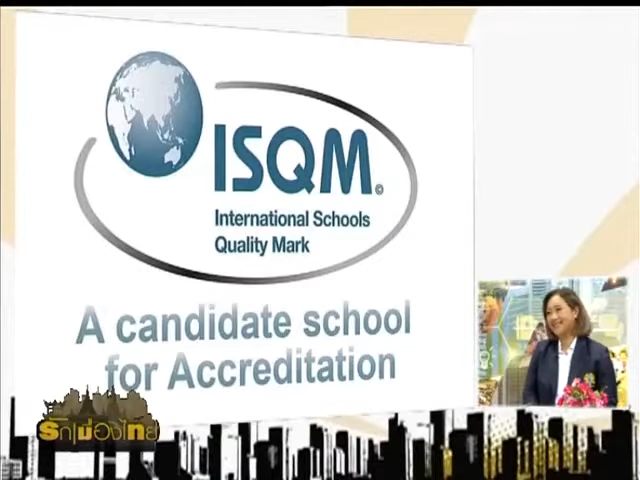 ISQM©
International Schools
Quality Mark
A candidate school
for Accreditation
รักเมืองไทย